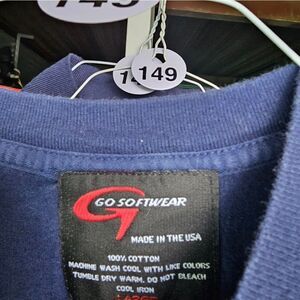 149
GO SOFTWEAR
MADE IN THE USA
100% COTTON
MACHINE WASH COOL WITH LIKE COLORS
TUMBLE DRY WARM. DO NOT BLEACH
COOL IRON